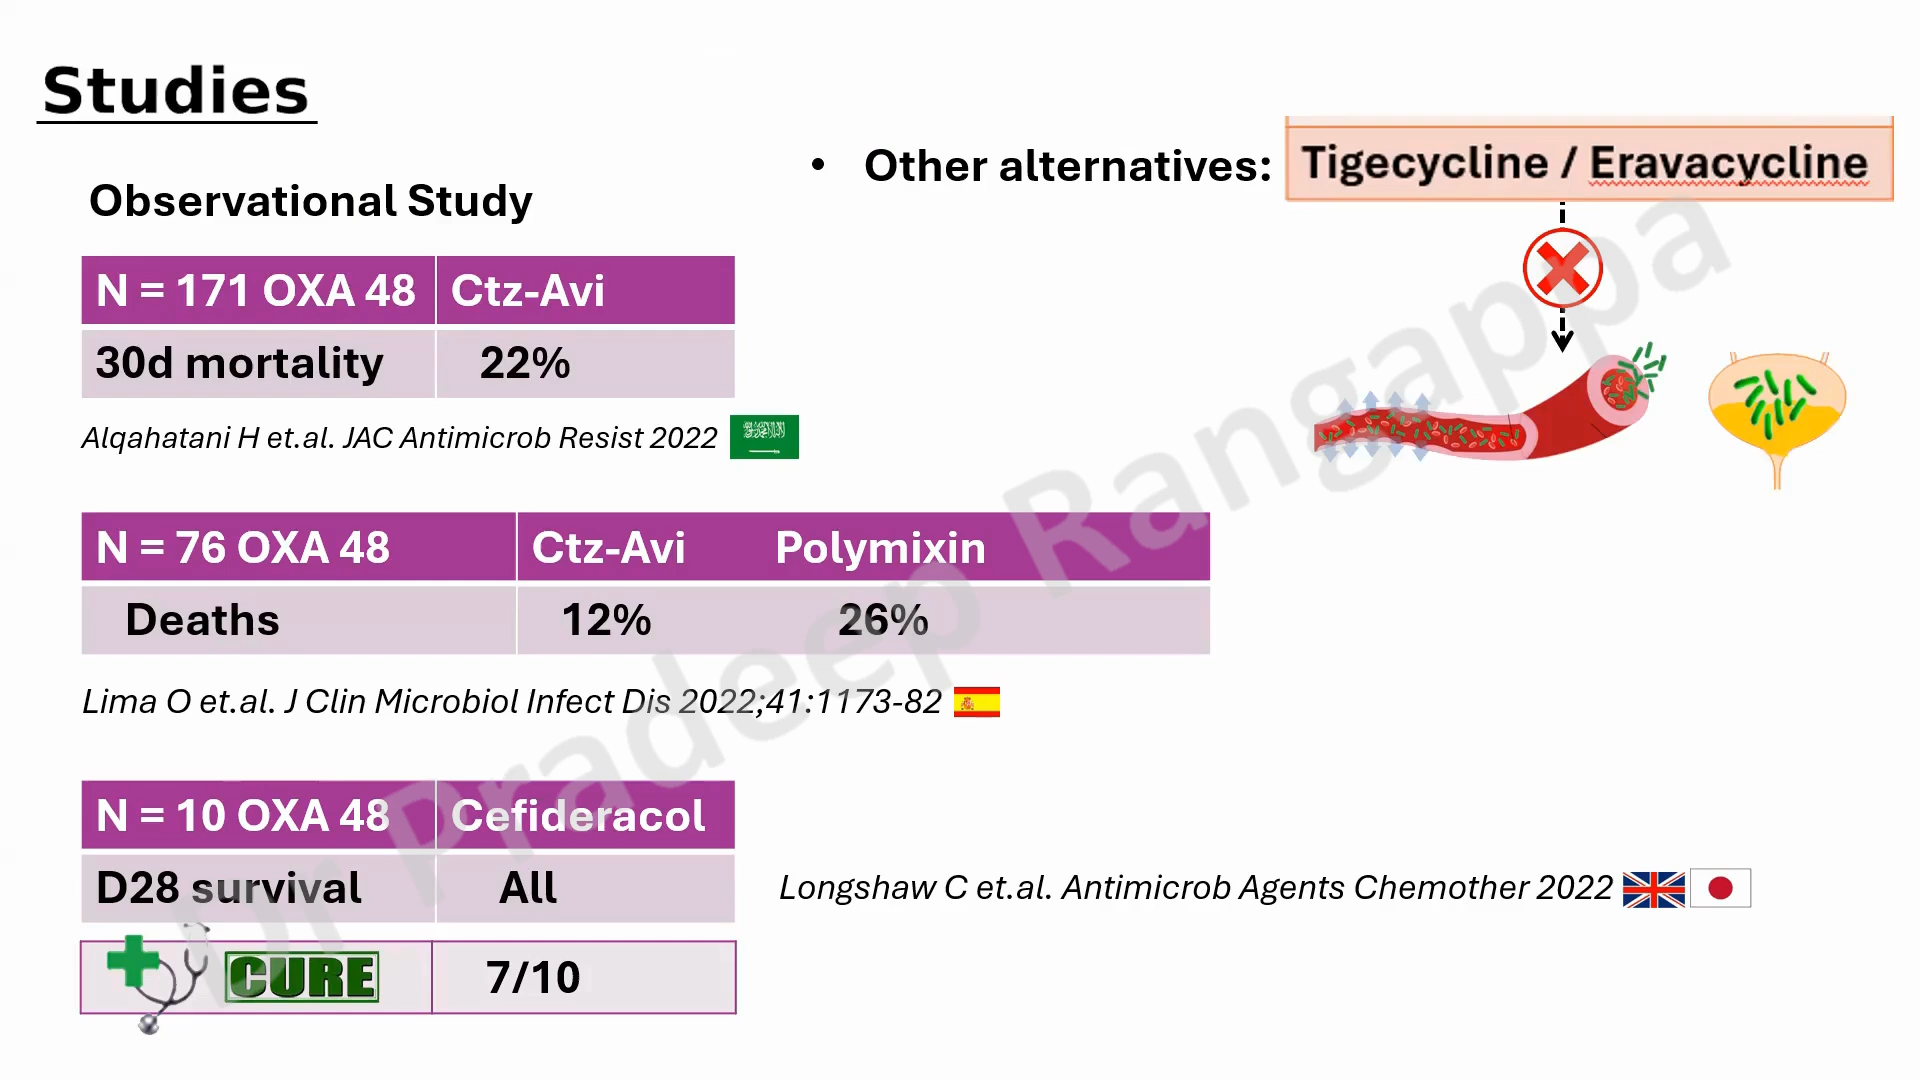 Studies
• Other alternatives:
Tigecycline / Eravacycline
Observational Study
N = 171 OXA 48 Ctz-Avi
30d mortality 22%
Alqahatani H et.al. JAC Antimicrob Resist 2022
N = 76 OXA 48 Ctz-Avi Polymixin
Deaths 12% 26%
Lima O et.al. J Clin Microbiol Infect Dis 2022;41:1173-82
N = 10 OXA 48 Cefideracol
D28 survival All
Longshaw C et.al. Antimicrob Agents Chemother 2022
CURE 7/10
Dr Pradeep Rangappa